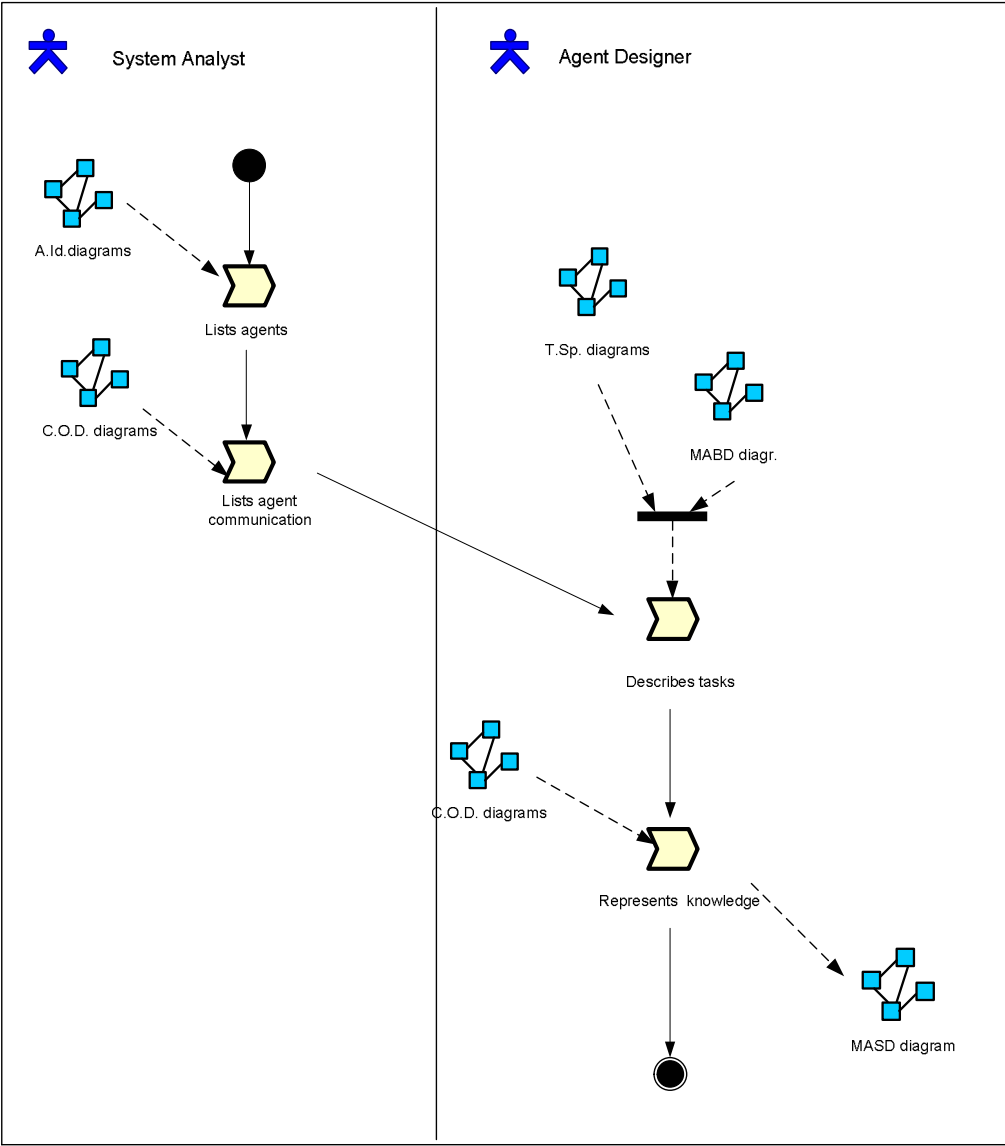 System Analyst
Agent Designer
A.Id.diagrams
Lists agents
T.Sp. diagrams
C.O.D. diagrams
MABD diagr.
Lists agent
communication
Describes tasks
C.O.D. diagrams
Represents  knowledge
MASD diagram